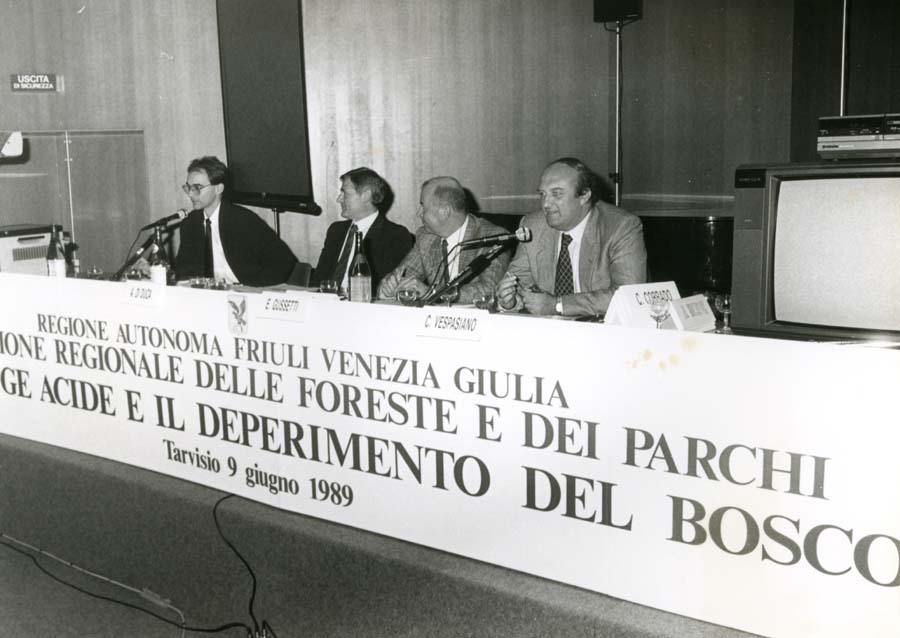 USCITA
DI SICUREZZA
A. DI DUCA
E. GUSSETTI
C. VESPASIANO
C. CORRADO
REGIONE AUTONOMA FRIULI VENEZIA GIULIA
IONE REGIONALE DELLE FORESTE E DEI PARCHI
GE ACIDE E IL DEPERIMENTO DEL BOSCO
Tarvisio 9 giugno 1989